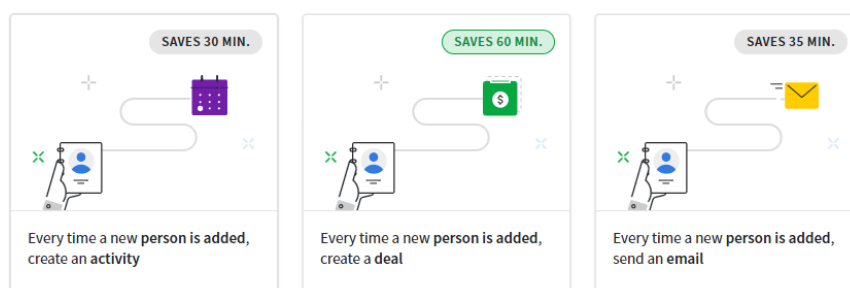 SAVES 30 MIN.
Every time a new person is added,
create an activity
SAVES 60 MIN.
$
Every time a new person is added,
create a deal
SAVES 35 MIN.
Every time a new person is added,
send an email